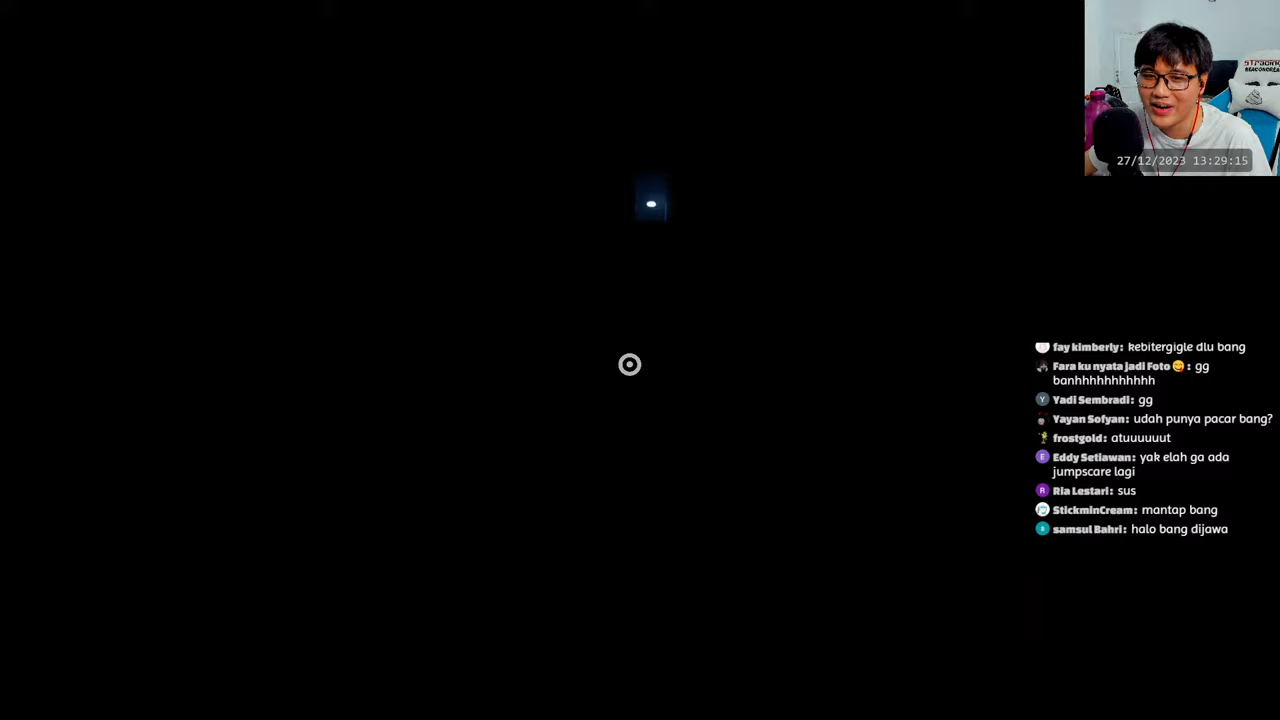 27/12/2023 13:29:15
fay kimberly: kebitergigle dlu bang
Fara ku nyata jadi Foto 😋: gg
banhhhhhhhhhhh
Yadi Sembradi: gg
Yayan Sofyan: udah punya pacar bang?
frostgold: atuuuuuut
Eddy Setiawan: yak elah ga ada
jumpscare lagi
Ria Lestari: sus
StickminCream: mantap bang
samsul Bahri: halo bang dijawa